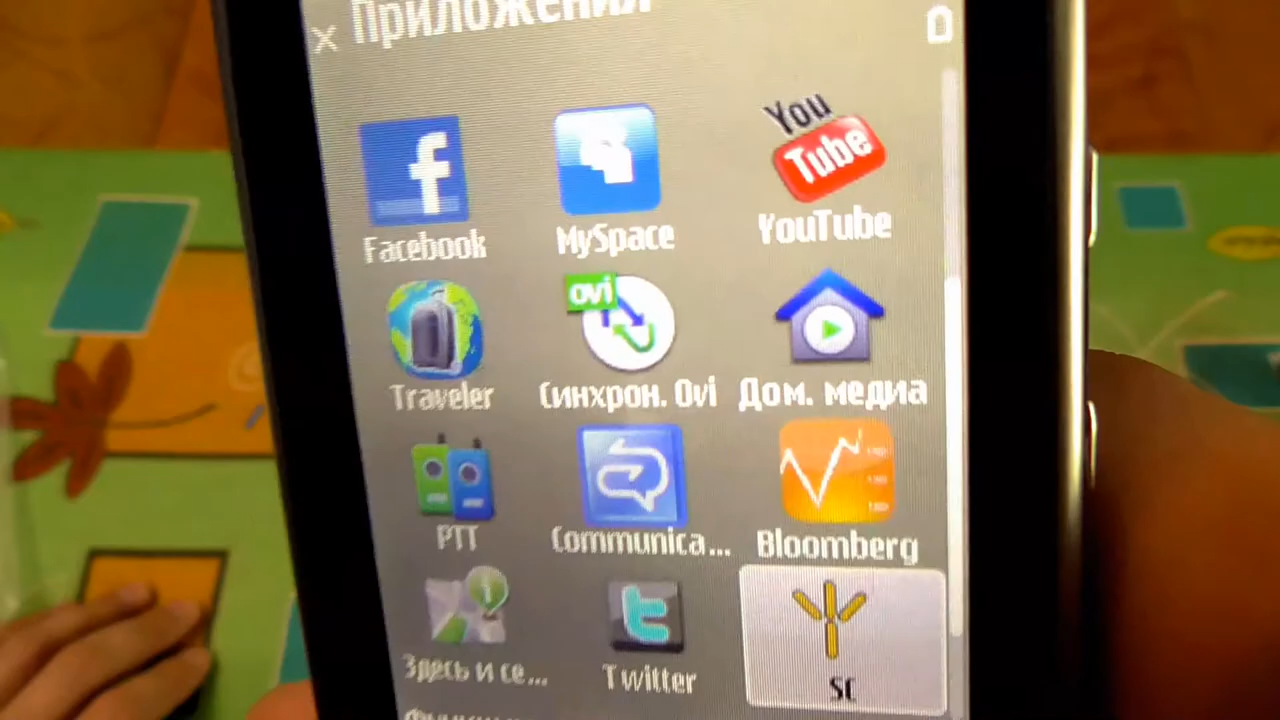 Приложения
You
Tube
Facebook
MySpace
YouTube
ovi
Traveler
Синхрон. Ovi
Дом. медиа
PTT
Communica...
Bloomberg
Здесь и се...
Twitter
SC